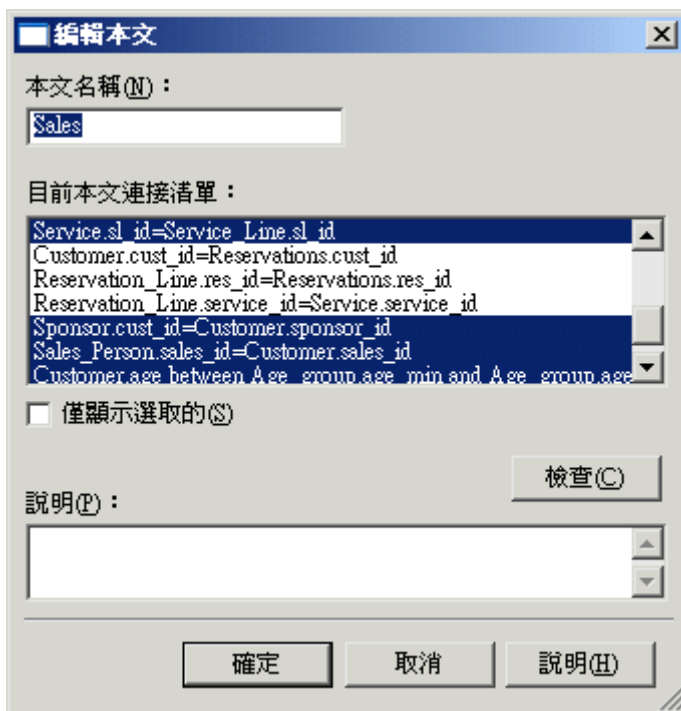 編輯本文
本文名稱(N)：
Sales
目前本文連接清單：
Service.sl_id=Service_Line.sl_id
Customer.cust_id=Reservations.cust_id
Reservation_Line.res_id=Reservations.res_id
Reservation_Line.service_id=Service.service_id
Sponsor.cust_id=Customer.sponsor_id
Sales_Person.sales_id=Customer.sales_id
Customer.age between Age_group.age_min and Age_group.age
僅顯示選取的(S)
檢查(C)
說明(P)：
確定 取消 說明(H)